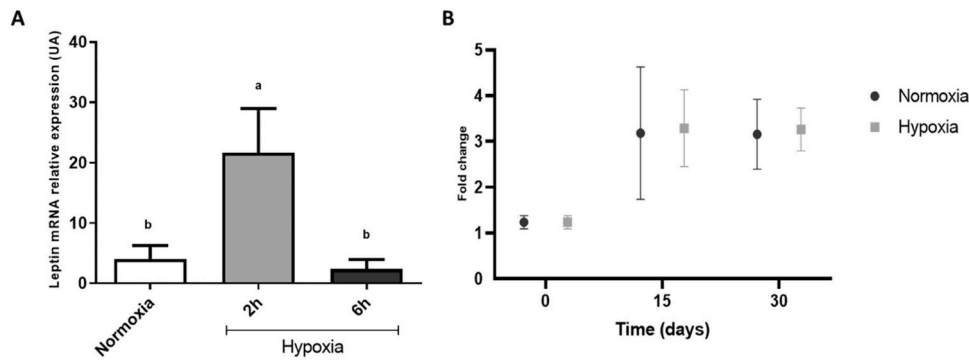 A
Leptin mRNA relative expression (UA)
40
30
20
10
0
b
a
b
Normoxia
2h
6h
Hypoxia
B
Fold change
5
4
3
2
1
0
0
15
30
Time (days)
Normoxia
Hypoxia